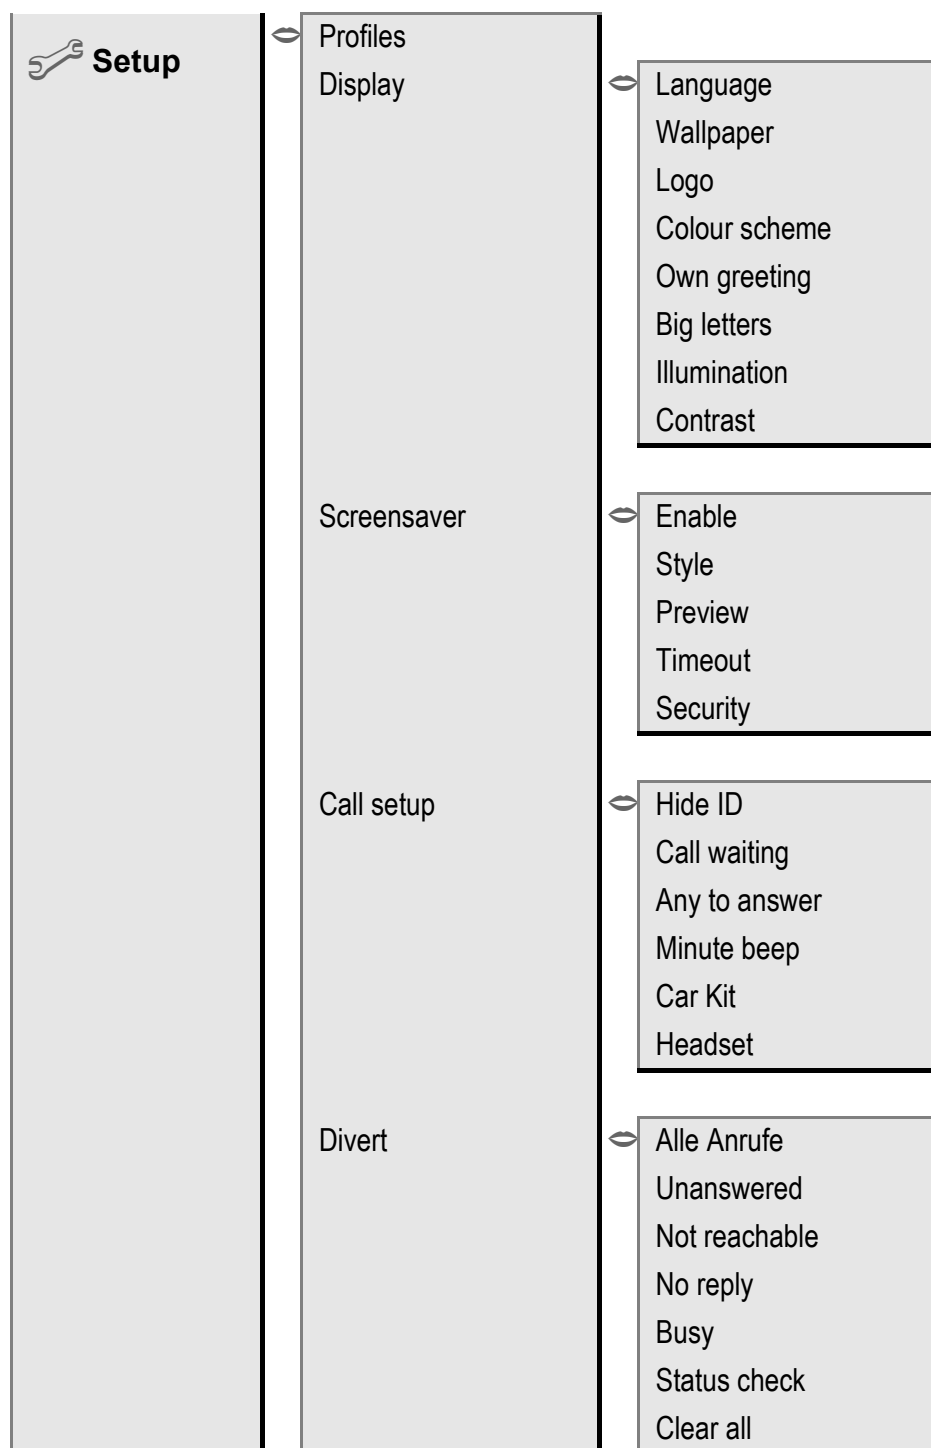 Setup
Profiles
Display
Language
Wallpaper
Logo
Colour scheme
Own greeting
Big letters
Illumination
Contrast
Screensaver
Enable
Style
Preview
Timeout
Security
Call setup
Hide ID
Call waiting
Any to answer
Minute beep
Car Kit
Headset
Divert
Alle Anrufe
Unanswered
Not reachable
No reply
Busy
Status check
Clear all